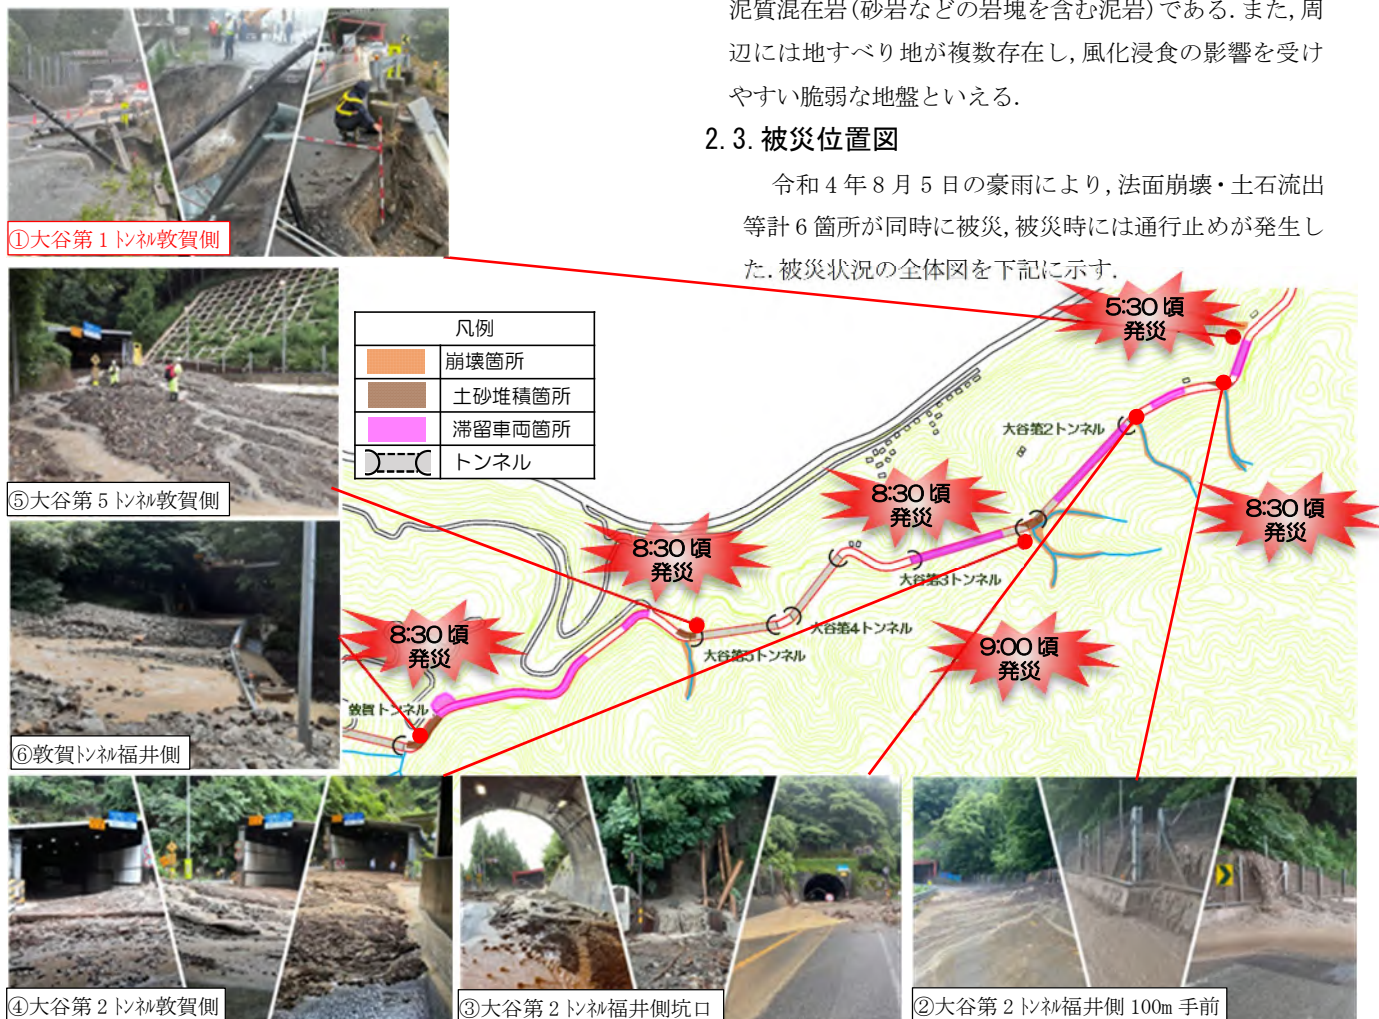 泥質混在岩(砂岩などの岩塊を含む泥岩)である．また，周
辺には地すべり地が複数存在し，風化浸食の影響を受け
やすい脆弱な地盤といえる．
2.3.被災位置図
令和4年8月5日の豪雨により，法面崩壊・土石流出
等計6箇所が同時に被災，被災時には通行止めが発生し
た．被災状況の全体図を下記に示す．
①大谷第1ﾄﾝﾈﾙ敦賀側
凡例
崩壊箇所
土砂堆積箇所
滞留車両箇所
トンネル
5:30頃
発災
大谷第2トンネル
8:30頃
発災
8:30頃
発災
⑤大谷第5ﾄﾝﾈﾙ敦賀側
8:30頃
発災
大谷第3トンネル
大谷第4トンネル
大谷第5トンネル
9:00頃
発災
8:30頃
発災
敦賀トンネル
⑥敦賀ﾄﾝﾈﾙ福井側
④大谷第2ﾄﾝﾈﾙ敦賀側
③大谷第2ﾄﾝﾈﾙ福井側坑口
②大谷第2ﾄﾝﾈﾙ福井側100m手前